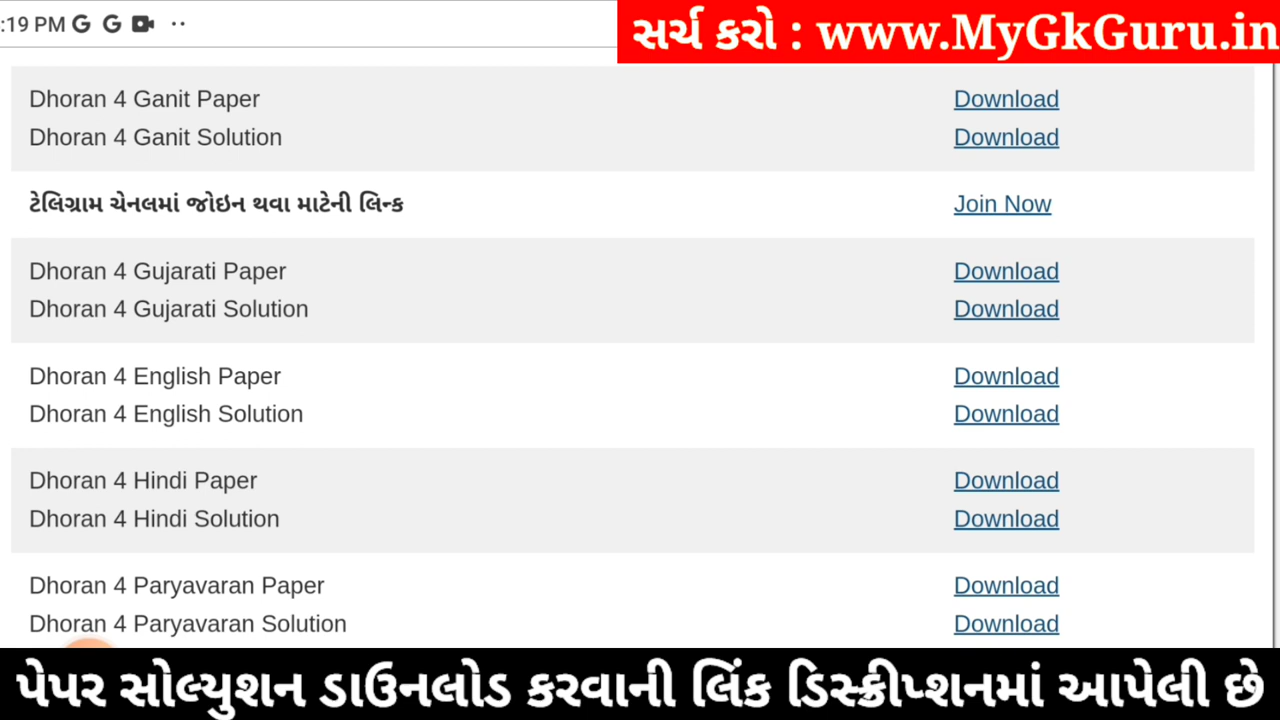 :19 PM G G ··
સર્ચ કરો : www.MyGkGuru.in
Dhoran 4 Ganit Paper Download
Dhoran 4 Ganit Solution Download
ટેલિગ્રામ ચેનલમાં જોઇન થવા માટેની લિન્ક Join Now
Dhoran 4 Gujarati Paper Download
Dhoran 4 Gujarati Solution Download
Dhoran 4 English Paper Download
Dhoran 4 English Solution Download
Dhoran 4 Hindi Paper Download
Dhoran 4 Hindi Solution Download
Dhoran 4 Paryavaran Paper Download
Dhoran 4 Paryavaran Solution Download
પેપર સોલ્યુશન ડાઉનલોડ કરવાની લિંક ડિસ્ક્રીપ્શનમાં આપેલી છે